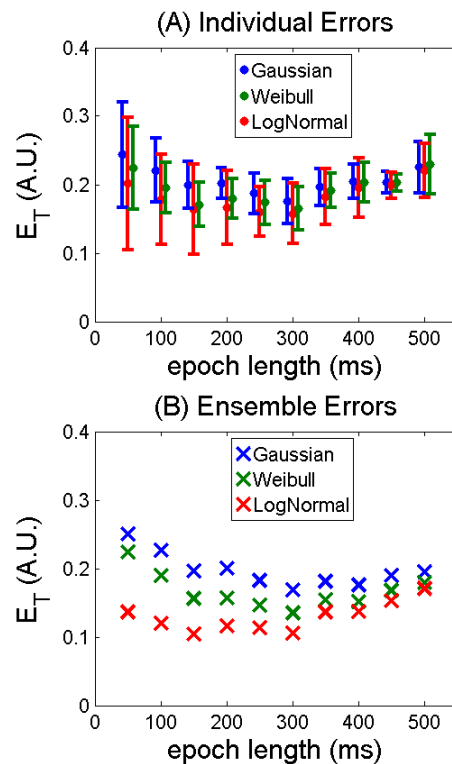 (A) Individual Errors
0.4
0.3
0.2
0.1
0
E_T (A.U.)
Gaussian
Weibull
LogNormal
0 100 200 300 400 500
epoch length (ms)
(B) Ensemble Errors
0.4
0.3
0.2
0.1
0
E_T (A.U.)
Gaussian
Weibull
LogNormal
0 100 200 300 400 500
epoch length (ms)